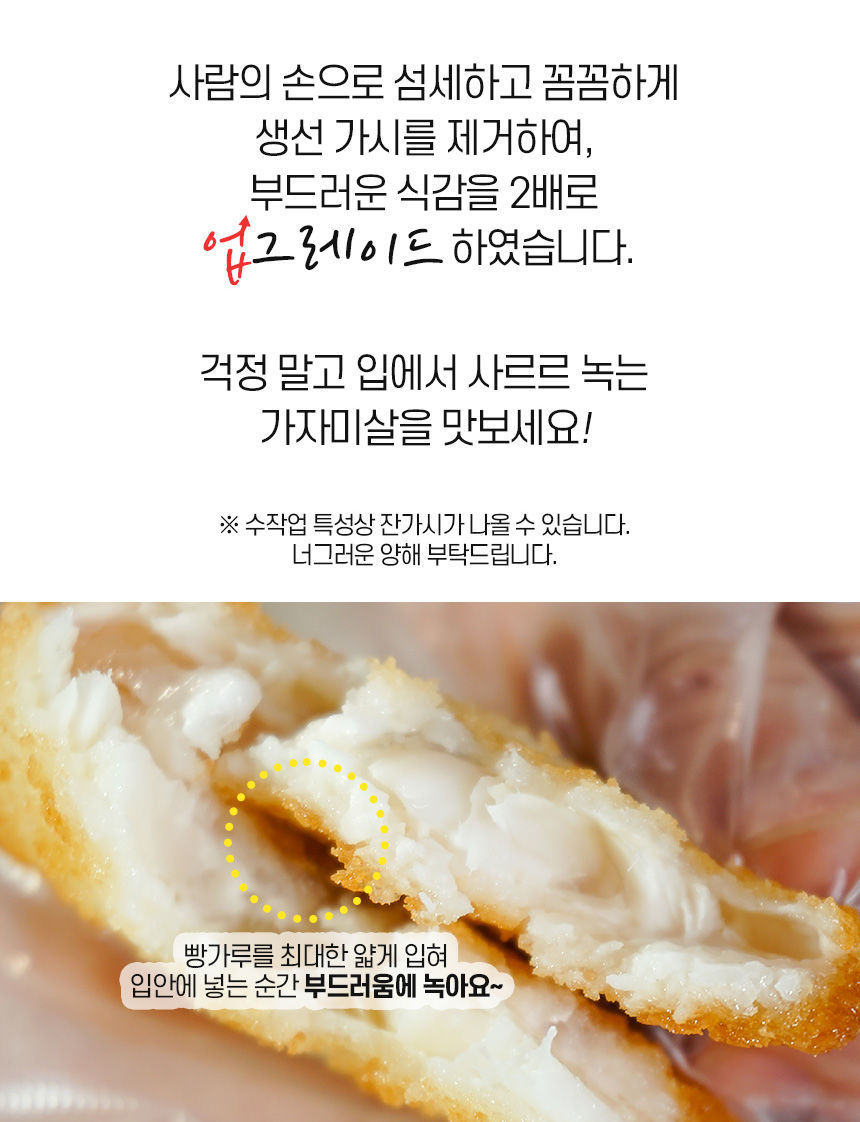 사람의 손으로 섬세하고 꼼꼼하게
생선 가시를 제거하여,
부드러운 식감을 2배로
업그레이드 하였습니다.
걱정 말고 입에서 사르르 녹는
가자미살을 맛보세요!
※ 수작업 특성상 잔가시가 나올 수 있습니다.
너그러운 양해 부탁드립니다.
빵가루를 최대한 얇게 입혀
입안에 넣는 순간 부드러움에 녹아요~